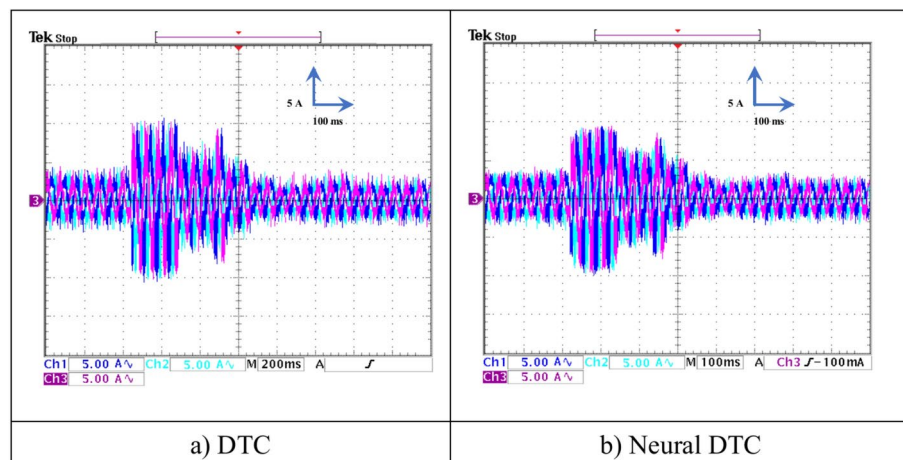 Tek Stop
5 A
100 ms
3
Ch1 5.00 A∿ Ch2 5.00 A∿ M 200ms A ƒ
Ch3 5.00 A∿
a) DTC
Tek Stop
5 A
100 ms
3
Ch1 5.00 A∿ Ch2 5.00 A∿ M 100ms A Ch3 ƒ -100mA
Ch3 5.00 A∿
b) Neural DTC